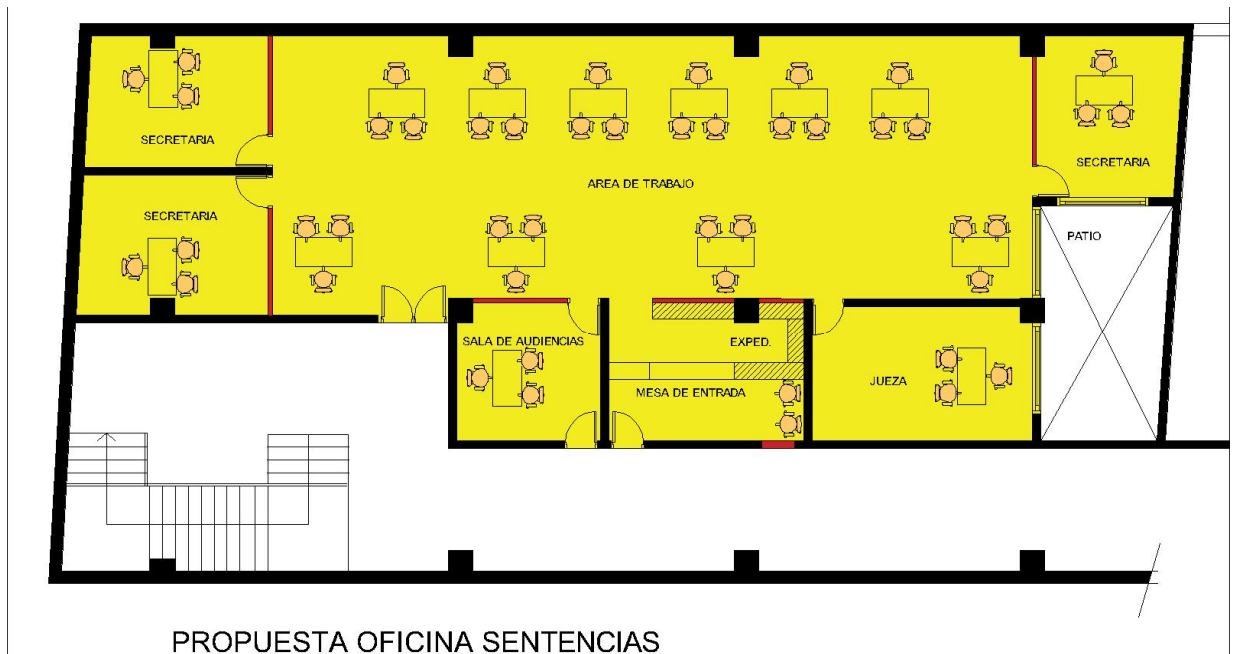 SECRETARIA
SECRETARIA
AREA DE TRABAJO
SECRETARIA
PATIO
SALA DE AUDIENCIAS
EXPED.
MESA DE ENTRADA
JUEZA
PROPUESTA OFICINA SENTENCIAS